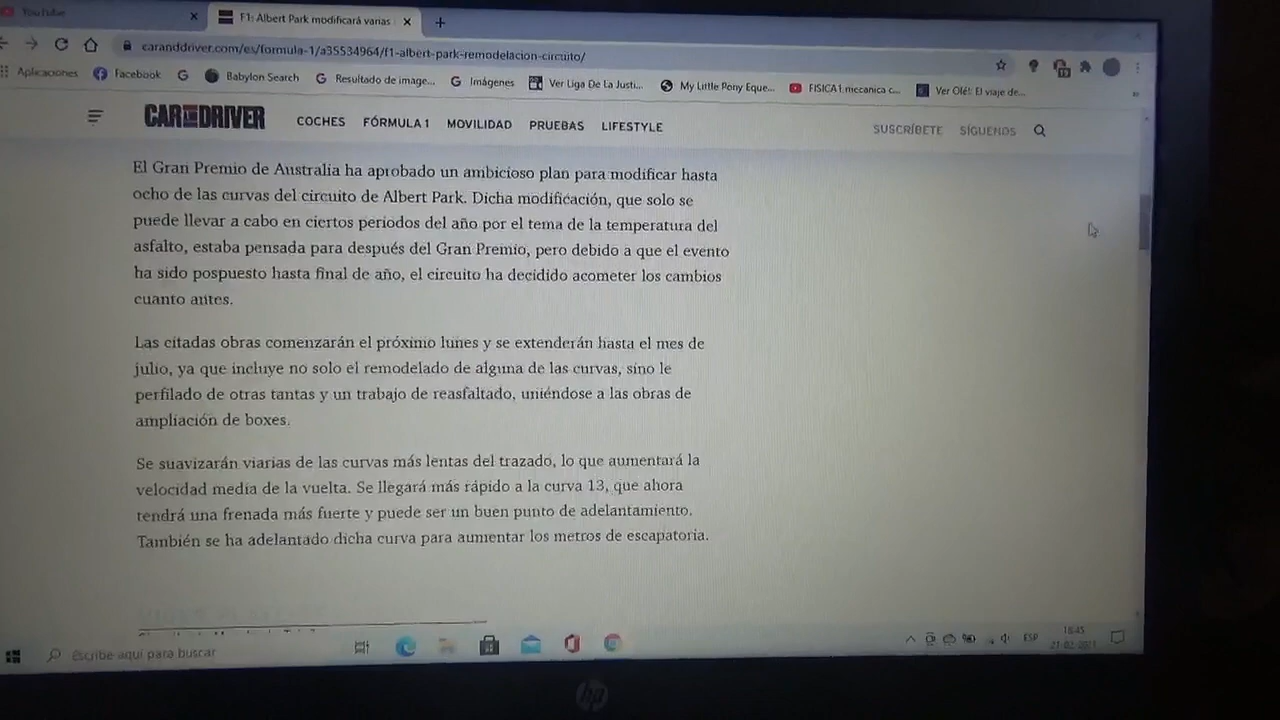 YouTube
F1: Albert Park modificará varias
caranddriver.com/es/formula-1/a35534964/f1-albert-park-remodelacion-circuito/
Aplicaciones Facebook Babylon Search Resultado de image... Imágenes Ver Liga De La Justi... My Little Pony Eque... FISICA1 mecanica c... Ver Olé!: El viaje de...
CAR AND DRIVER COCHES FÓRMULA 1 MOVILIDAD PRUEBAS LIFESTYLE SUSCRÍBETE SÍGUENOS
El Gran Premio de Australia ha aprobado un ambicioso plan para modificar hasta
ocho de las curvas del circuito de Albert Park. Dicha modificación, que solo se
puede llevar a cabo en ciertos periodos del año por el tema de la temperatura del
asfalto, estaba pensada para después del Gran Premio, pero debido a que el evento
ha sido pospuesto hasta final de año, el circuito ha decidido acometer los cambios
cuanto antes.
Las citadas obras comenzarán el próximo lunes y se extenderán hasta el mes de
julio, ya que incluye no solo el remodelado de alguna de las curvas, sino le
perfilado de otras tantas y un trabajo de reasfaltado, uniéndose a las obras de
ampliación de boxes.
Se suavizarán viarias de las curvas más lentas del trazado, lo que aumentará la
velocidad media de la vuelta. Se llegará más rápido a la curva 13, que ahora
tendrá una frenada más fuerte y puede ser un buen punto de adelantamiento.
También se ha adelantado dicha curva para aumentar los metros de escapatoria.
Escribe aquí para buscar
ESP
18:45
27-02-2021
hp